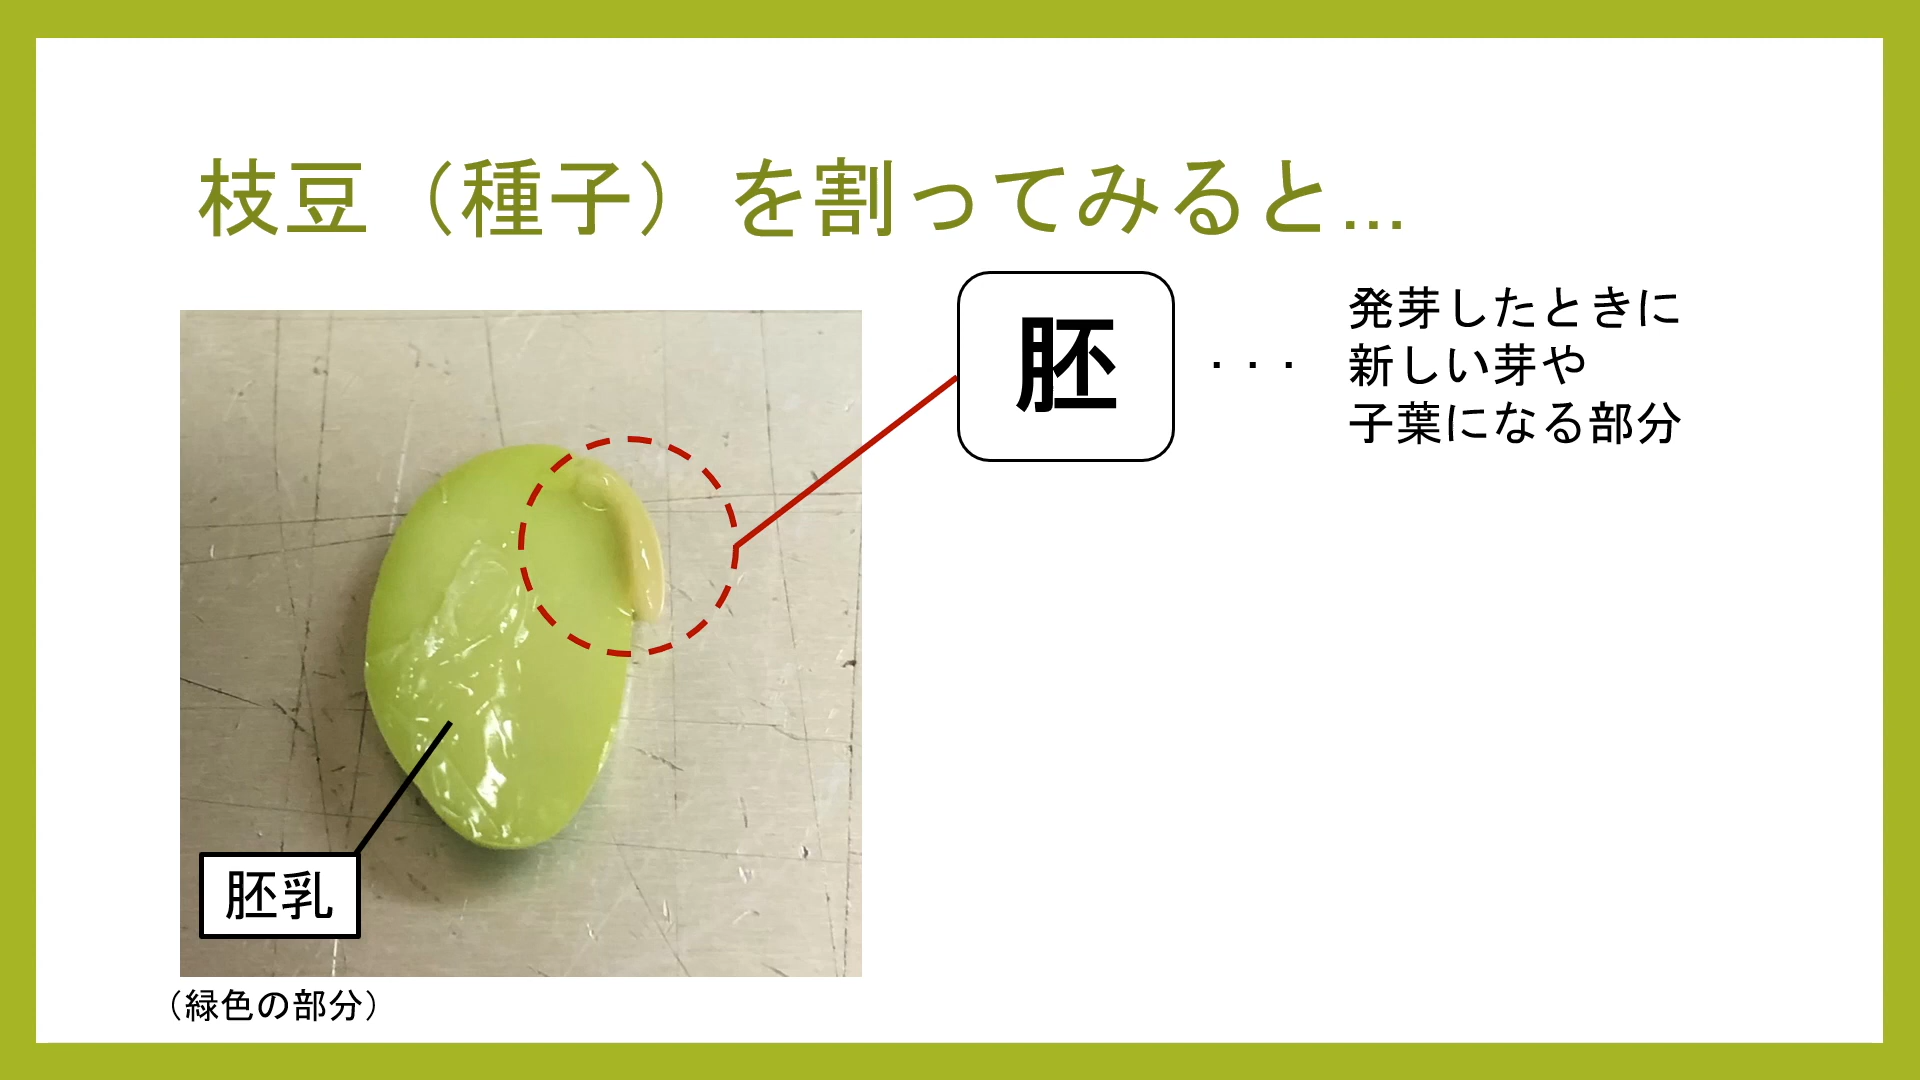 枝豆（種子）を割ってみると…
胚
・・・
発芽したときに
新しい芽や
子葉になる部分
胚乳
（緑色の部分）